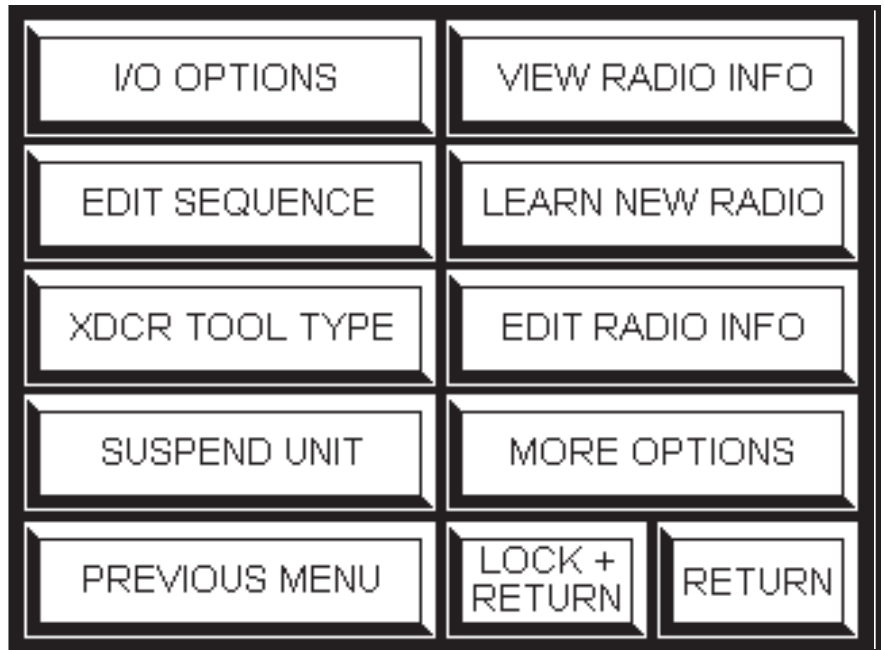 I/O OPTIONS
VIEW RADIO INFO
EDIT SEQUENCE
LEARN NEW RADIO
XDCR TOOL TYPE
EDIT RADIO INFO
SUSPEND UNIT
MORE OPTIONS
PREVIOUS MENU
LOCK +
RETURN
RETURN